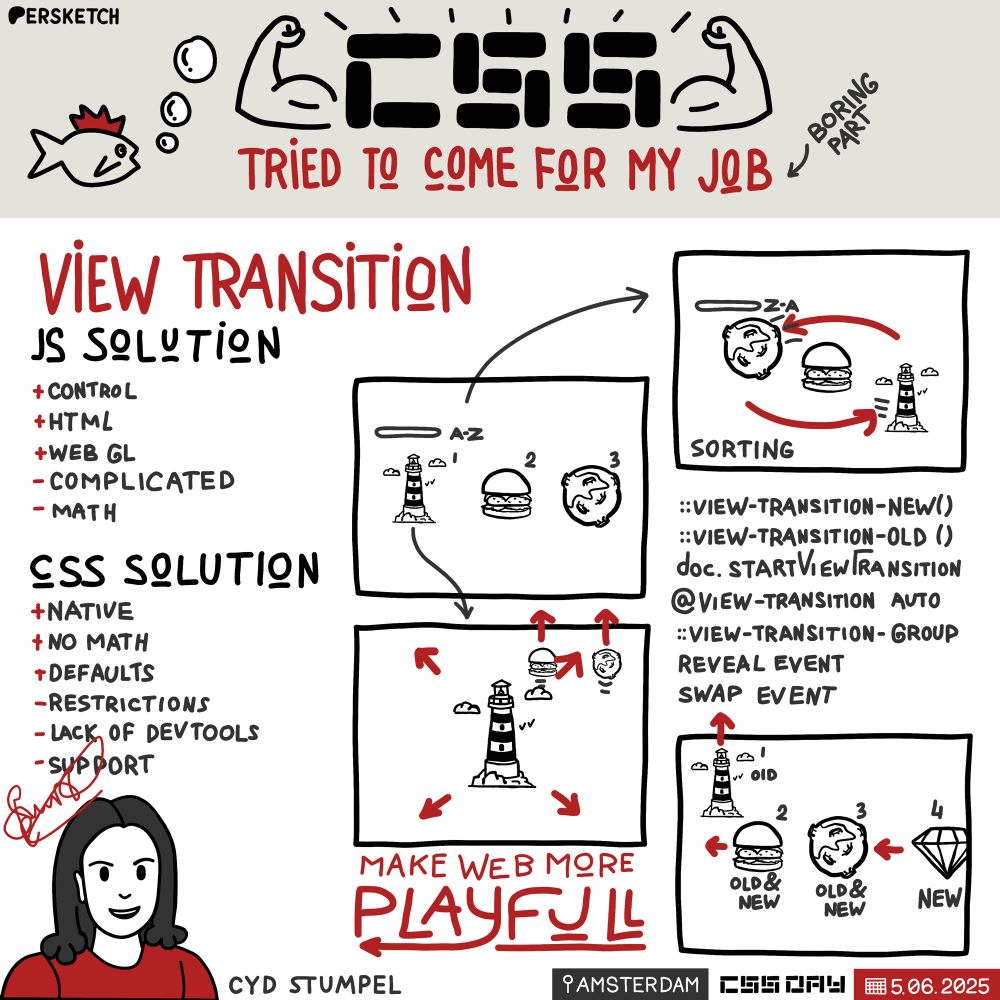 PERSKETCH
CSS
TRIED TO COME FOR MY JOB
BORING
PART
VIEW TRANSITION
JS SOLUTION
+CONTROL
+HTML
+WEB GL
-COMPLICATED
-MATH
CSS SOLUTION
+NATIVE
+NO MATH
+DEFAULTS
-RESTRICTIONS
-LACK OF DEVTOOLS
-SUPPORT
A-Z
1 2 3
MAKE WEB MORE
PLAYFULL
Z-A
SORTING
::VIEW-TRANSITION-NEW()
::VIEW-TRANSITION-OLD ()
doc. STARTVIEWTRANSITION
@VIEW-TRANSITION AUTO
::VIEW-TRANSITION-GROUP
REVEAL EVENT
SWAP EVENT
1
OLD
2 3 4
OLD &
NEW
OLD &
NEW
NEW
CYD STUMPEL
AMSTERDAM
CSS DAY
5.06.2025